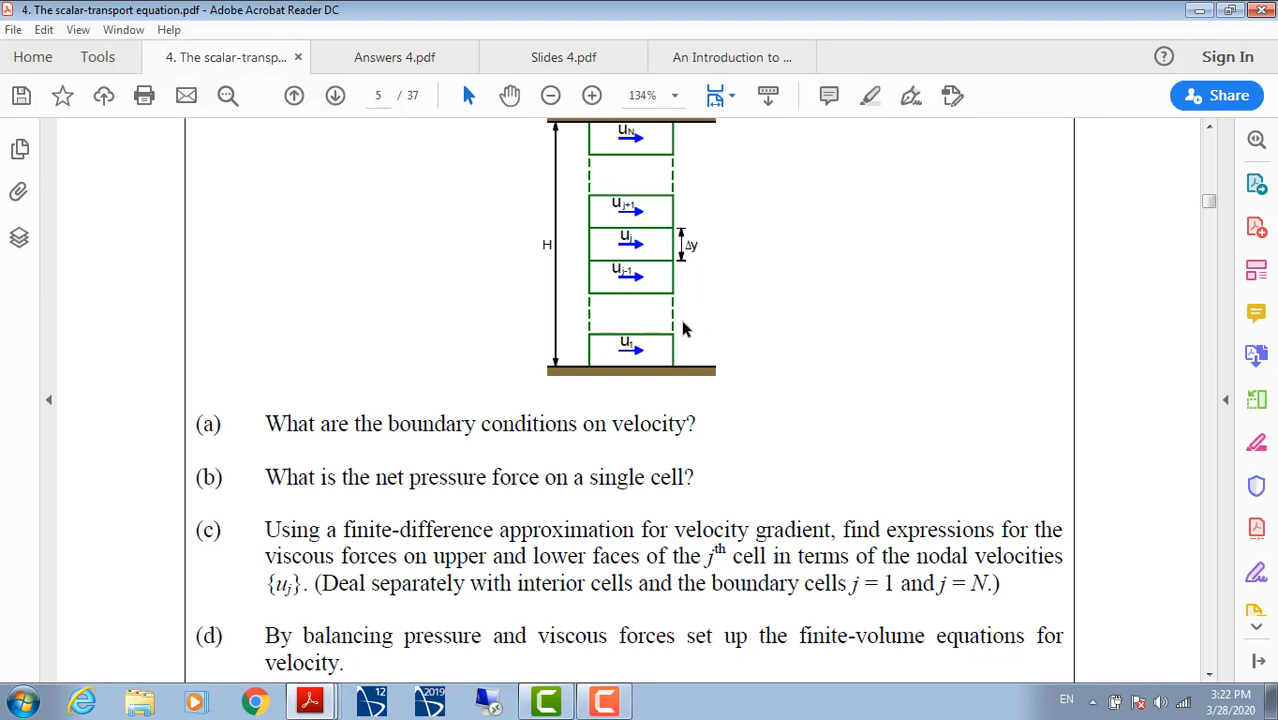 4. The scalar-transport equation.pdf - Adobe Acrobat Reader DC
File Edit View Window Help
Home Tools 4. The scalar-transp... × Answers 4.pdf Slides 4.pdf An Introduction to ... Sign In
5 / 37 134% Share
uN
uj+1
H uj Δy
uj-1
u1
(a) What are the boundary conditions on velocity?
(b) What is the net pressure force on a single cell?
(c) Using a finite-difference approximation for velocity gradient, find expressions for the
viscous forces on upper and lower faces of the jth cell in terms of the nodal velocities
{uj}. (Deal separately with interior cells and the boundary cells j = 1 and j = N.)
(d) By balancing pressure and viscous forces set up the finite-volume equations for
velocity.
12 2019 EN 3:22 PM
3/28/2020